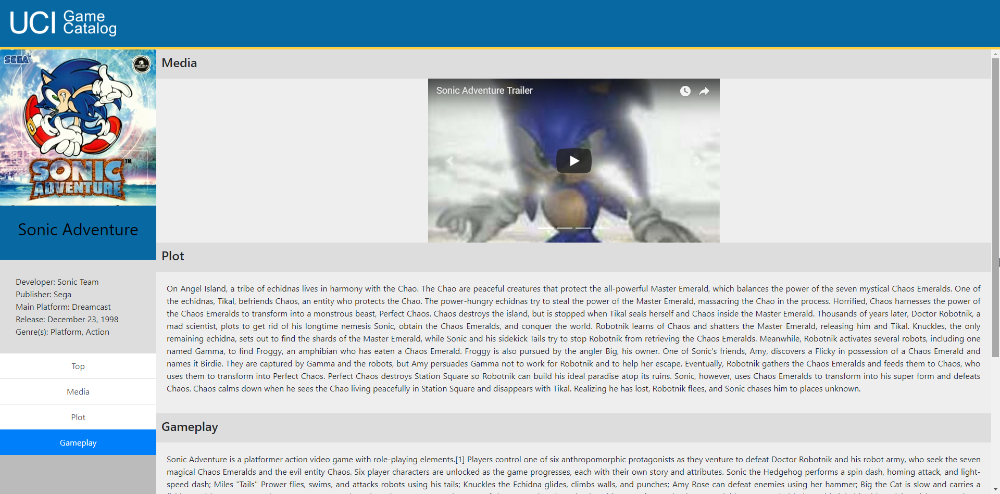 UCI Game
Catalog
SEGA
SONIC
ADVENTURE
TM
Sonic Adventure
Developer: Sonic Team
Publisher: Sega
Main Platform: Dreamcast
Release: December 23, 1998
Genre(s): Platform, Action
Top
Media
Plot
Gameplay
Media
Sonic Adventure Trailer
Plot
On Angel Island, a tribe of echidnas lives in harmony with the Chao. The Chao are peaceful creatures that protect the all-powerful Master Emerald, which balances the power of the seven mystical Chaos Emeralds. One of
the echidnas, Tikal, befriends Chaos, an entity who protects the Chao. The power-hungry echidnas try to steal the power of the Master Emerald, massacring the Chao in the process. Horrified, Chaos harnesses the power of
the Chaos Emeralds to transform into a monstrous beast, Perfect Chaos. Chaos destroys the island, but is stopped when Tikal seals herself and Chaos inside the Master Emerald. Thousands of years later, Doctor Robotnik, a
mad scientist, plots to get rid of his longtime nemesis Sonic, obtain the Chaos Emeralds, and conquer the world. Robotnik learns of Chaos and shatters the Master Emerald, releasing him and Tikal. Knuckles, the only
remaining echidna, sets out to find the shards of the Master Emerald, while Sonic and his sidekick Tails try to stop Robotnik from retrieving the Chaos Emeralds. Meanwhile, Robotnik activates several robots, including one
named Gamma, to find Froggy, an amphibian who has eaten a Chaos Emerald. Froggy is also pursued by the angler Big, his owner. One of Sonic's friends, Amy, discovers a Flicky in possession of a Chaos Emerald and
names it Birdie. They are captured by Gamma and the robots, but Amy persuades Gamma not to work for Robotnik and to help her escape. Eventually, Robotnik gathers the Chaos Emeralds and feeds them to Chaos, who
uses them to transform into Perfect Chaos. Perfect Chaos destroys Station Square so Robotnik can build his ideal paradise atop its ruins. Sonic, however, uses Chaos Emeralds to transform into his super form and defeats
Chaos. Chaos calms down when he sees the Chao living peacefully in Station Square and disappears with Tikal. Realizing he has lost, Robotnik flees, and Sonic chases him to places unknown.
Gameplay
Sonic Adventure is a platformer action video game with role-playing elements.[1] Players control one of six anthropomorphic protagonists as they venture to defeat Doctor Robotnik and his robot army, who seek the seven
magical Chaos Emeralds and the evil entity Chaos. Six player characters are unlocked as the game progresses, each with their own story and attributes. Sonic the Hedgehog performs a spin dash, homing attack, and light-
speed dash; Miles "Tails" Prower flies, swims, and attacks robots using his tails; Knuckles the Echidna glides, climbs walls, and punches; Amy Rose can defeat enemies using her hammer; Big the Cat is slow and carries a